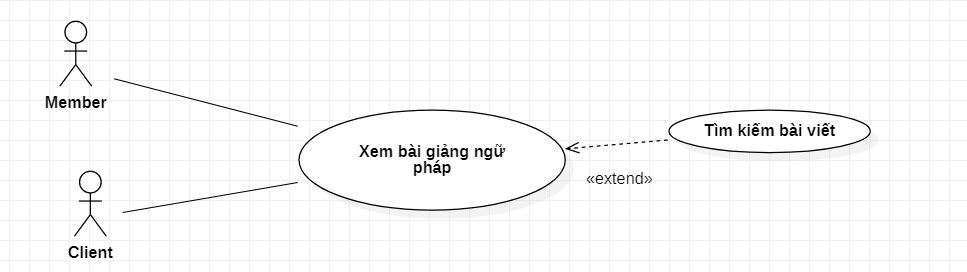 Member
Xem bài giảng ngữ
pháp
Tìm kiếm bài viết
«extend»
Client